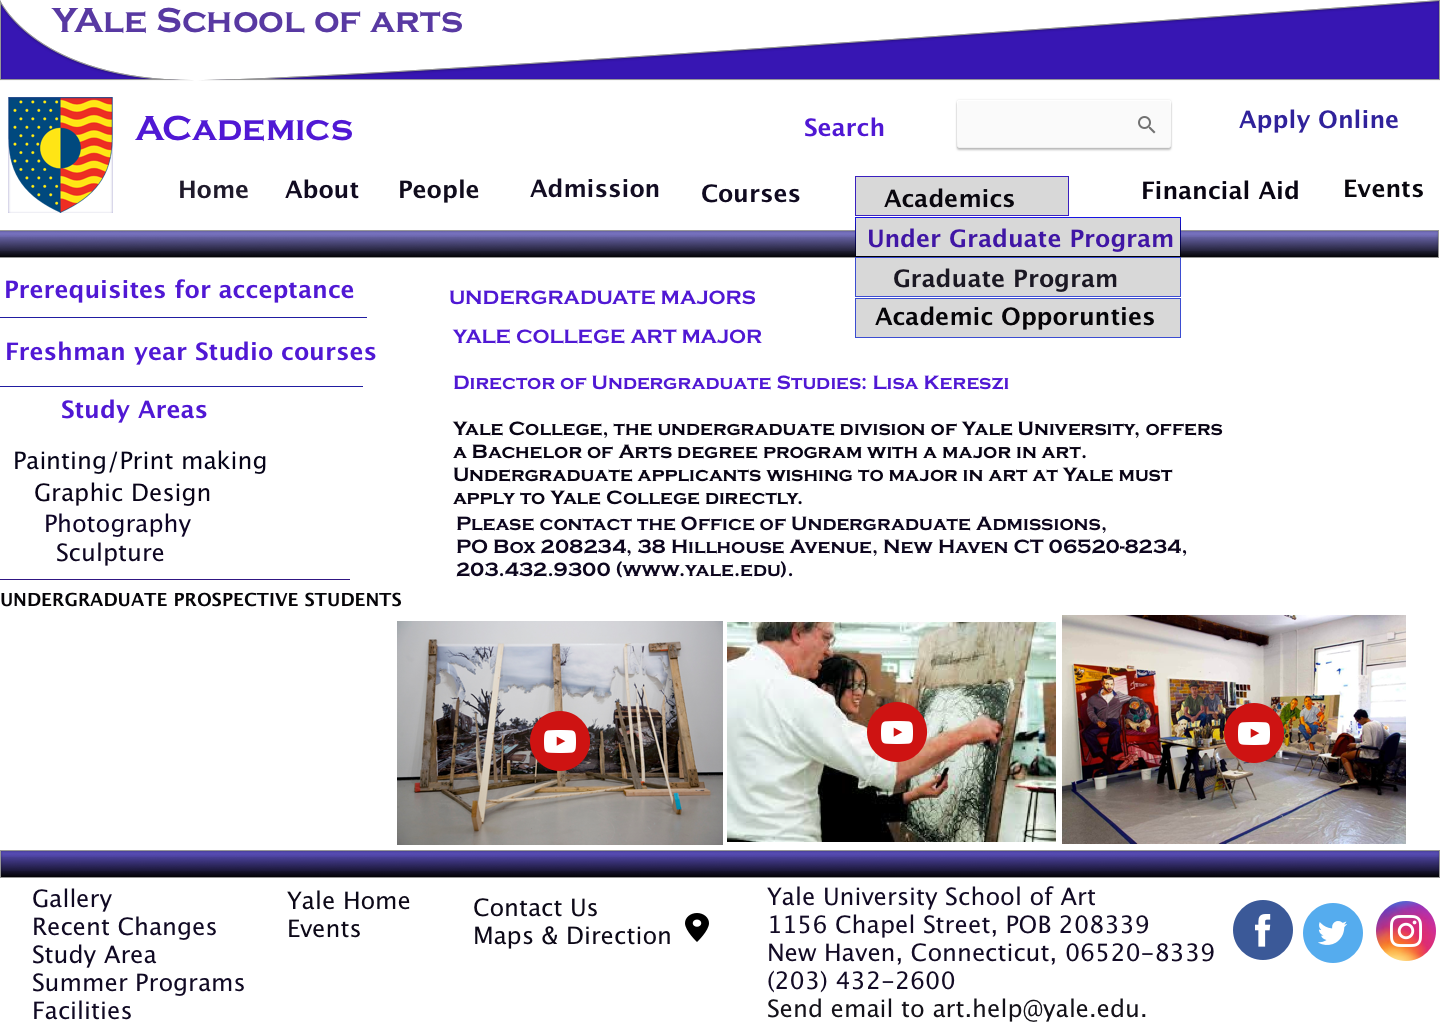 YALE SCHOOL OF ARTS
ACADEMICS
Search
Apply Online
Home
About
People
Admission
Courses
Academics
Financial Aid
Events
Under Graduate Program
Graduate Program
Academic Opporunties
Prerequisites for acceptance
Freshman year Studio courses
Study Areas
Painting/Print making
Graphic Design
Photography
Sculpture
UNDERGRADUATE PROSPECTIVE STUDENTS
UNDERGRADUATE MAJORS
YALE COLLEGE ART MAJOR
Director of Undergraduate Studies: Lisa Kereszi
Yale College, the undergraduate division of Yale University, offers
a Bachelor of Arts degree program with a major in art.
Undergraduate applicants wishing to major in art at Yale must
apply to Yale College directly.
Please contact the Office of Undergraduate Admissions,
PO Box 208234, 38 Hillhouse Avenue, New Haven CT 06520-8234,
203.432.9300 (www.yale.edu).
Gallery
Recent Changes
Study Area
Summer Programs
Facilities
Yale Home
Events
Contact Us
Maps & Direction
Yale University School of Art
1156 Chapel Street, POB 208339
New Haven, Connecticut, 06520-8339
(203) 432-2600
Send email to art.help@yale.edu.